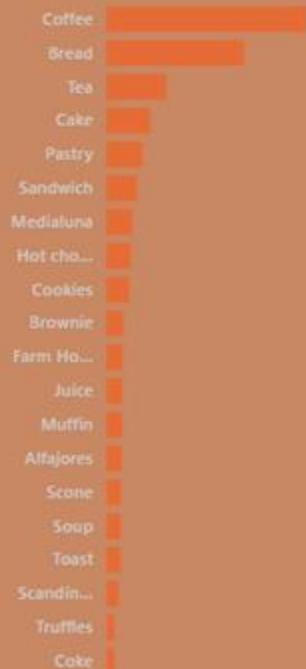 Coffee
Bread
Tea
Cake
Pastry
Sandwich
Medialuna
Hot cho...
Cookies
Brownie
Farm Ho...
Juice
Muffin
Alfajores
Scone
Soup
Toast
Scandin...
Truffles
Coke